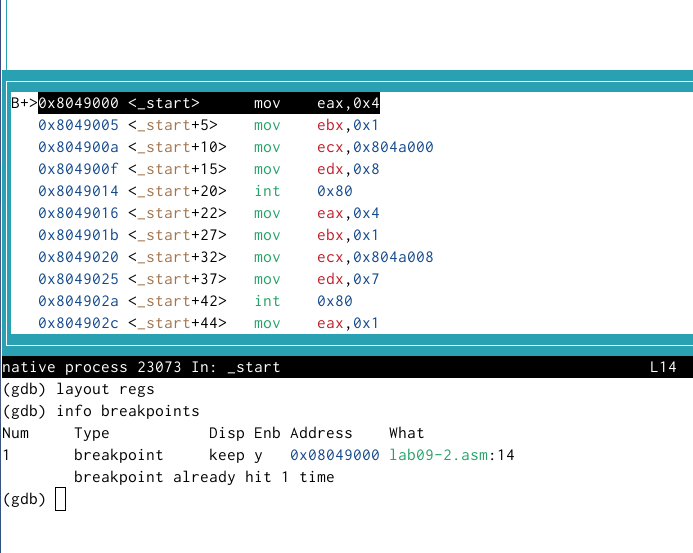 B+>0x8049000 <_start>      mov    eax,0x4
   0x8049005 <_start+5>    mov    ebx,0x1
   0x804900a <_start+10>   mov    ecx,0x804a000
   0x804900f <_start+15>   mov    edx,0x8
   0x8049014 <_start+20>   int    0x80
   0x8049016 <_start+22>   mov    eax,0x4
   0x804901b <_start+27>   mov    ebx,0x1
   0x8049020 <_start+32>   mov    ecx,0x804a008
   0x8049025 <_start+37>   mov    edx,0x7
   0x804902a <_start+42>   int    0x80
   0x804902c <_start+44>   mov    eax,0x1
native process 23073 In: _start                                         L14
(gdb) layout regs
(gdb) info breakpoints
Num     Type           Disp Enb Address    What
1       breakpoint     keep y   0x08049000 lab09-2.asm:14
        breakpoint already hit 1 time
(gdb)